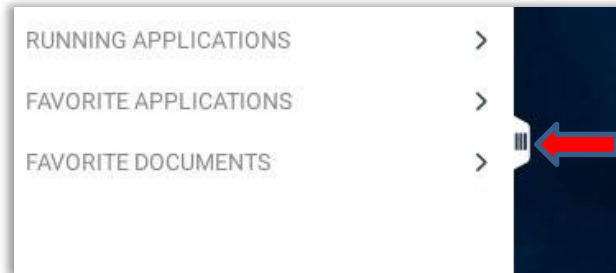 RUNNING APPLICATIONS
FAVORITE APPLICATIONS
FAVORITE DOCUMENTS